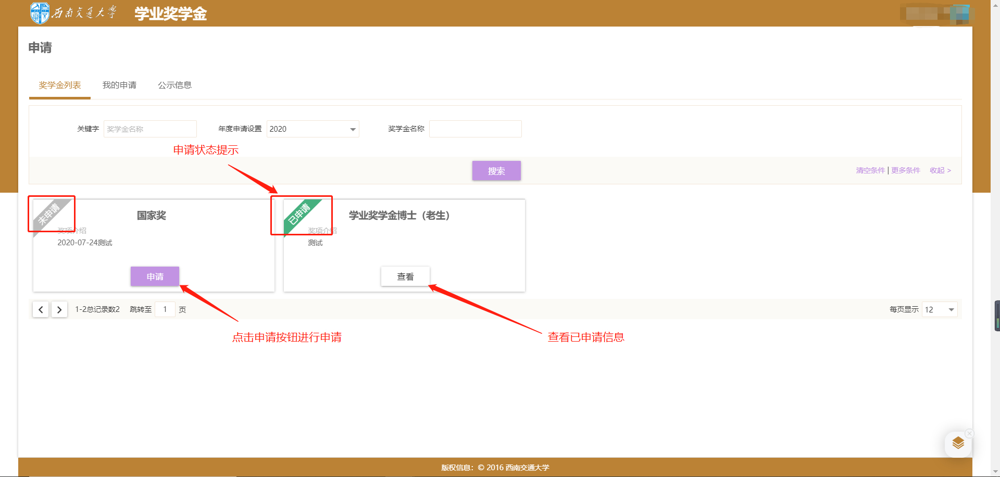 西南交通大学 学业奖学金
申请
奖学金列表 我的申请 公示信息
关键字 奖学金名称 年度申请设置 2020 奖学金名称
申请状态提示
搜索 清空条件 | 更多条件 收起 >
未申请 国家奖
奖项介绍
2020-07-24测试
申请
已申请 学业奖学金博士（老生）
奖项介绍
测试
查看
1-2总记录数2 跳转至 1 页 每页显示 12
点击申请按钮进行申请 查看已申请信息
版权信息：© 2016 西南交通大学